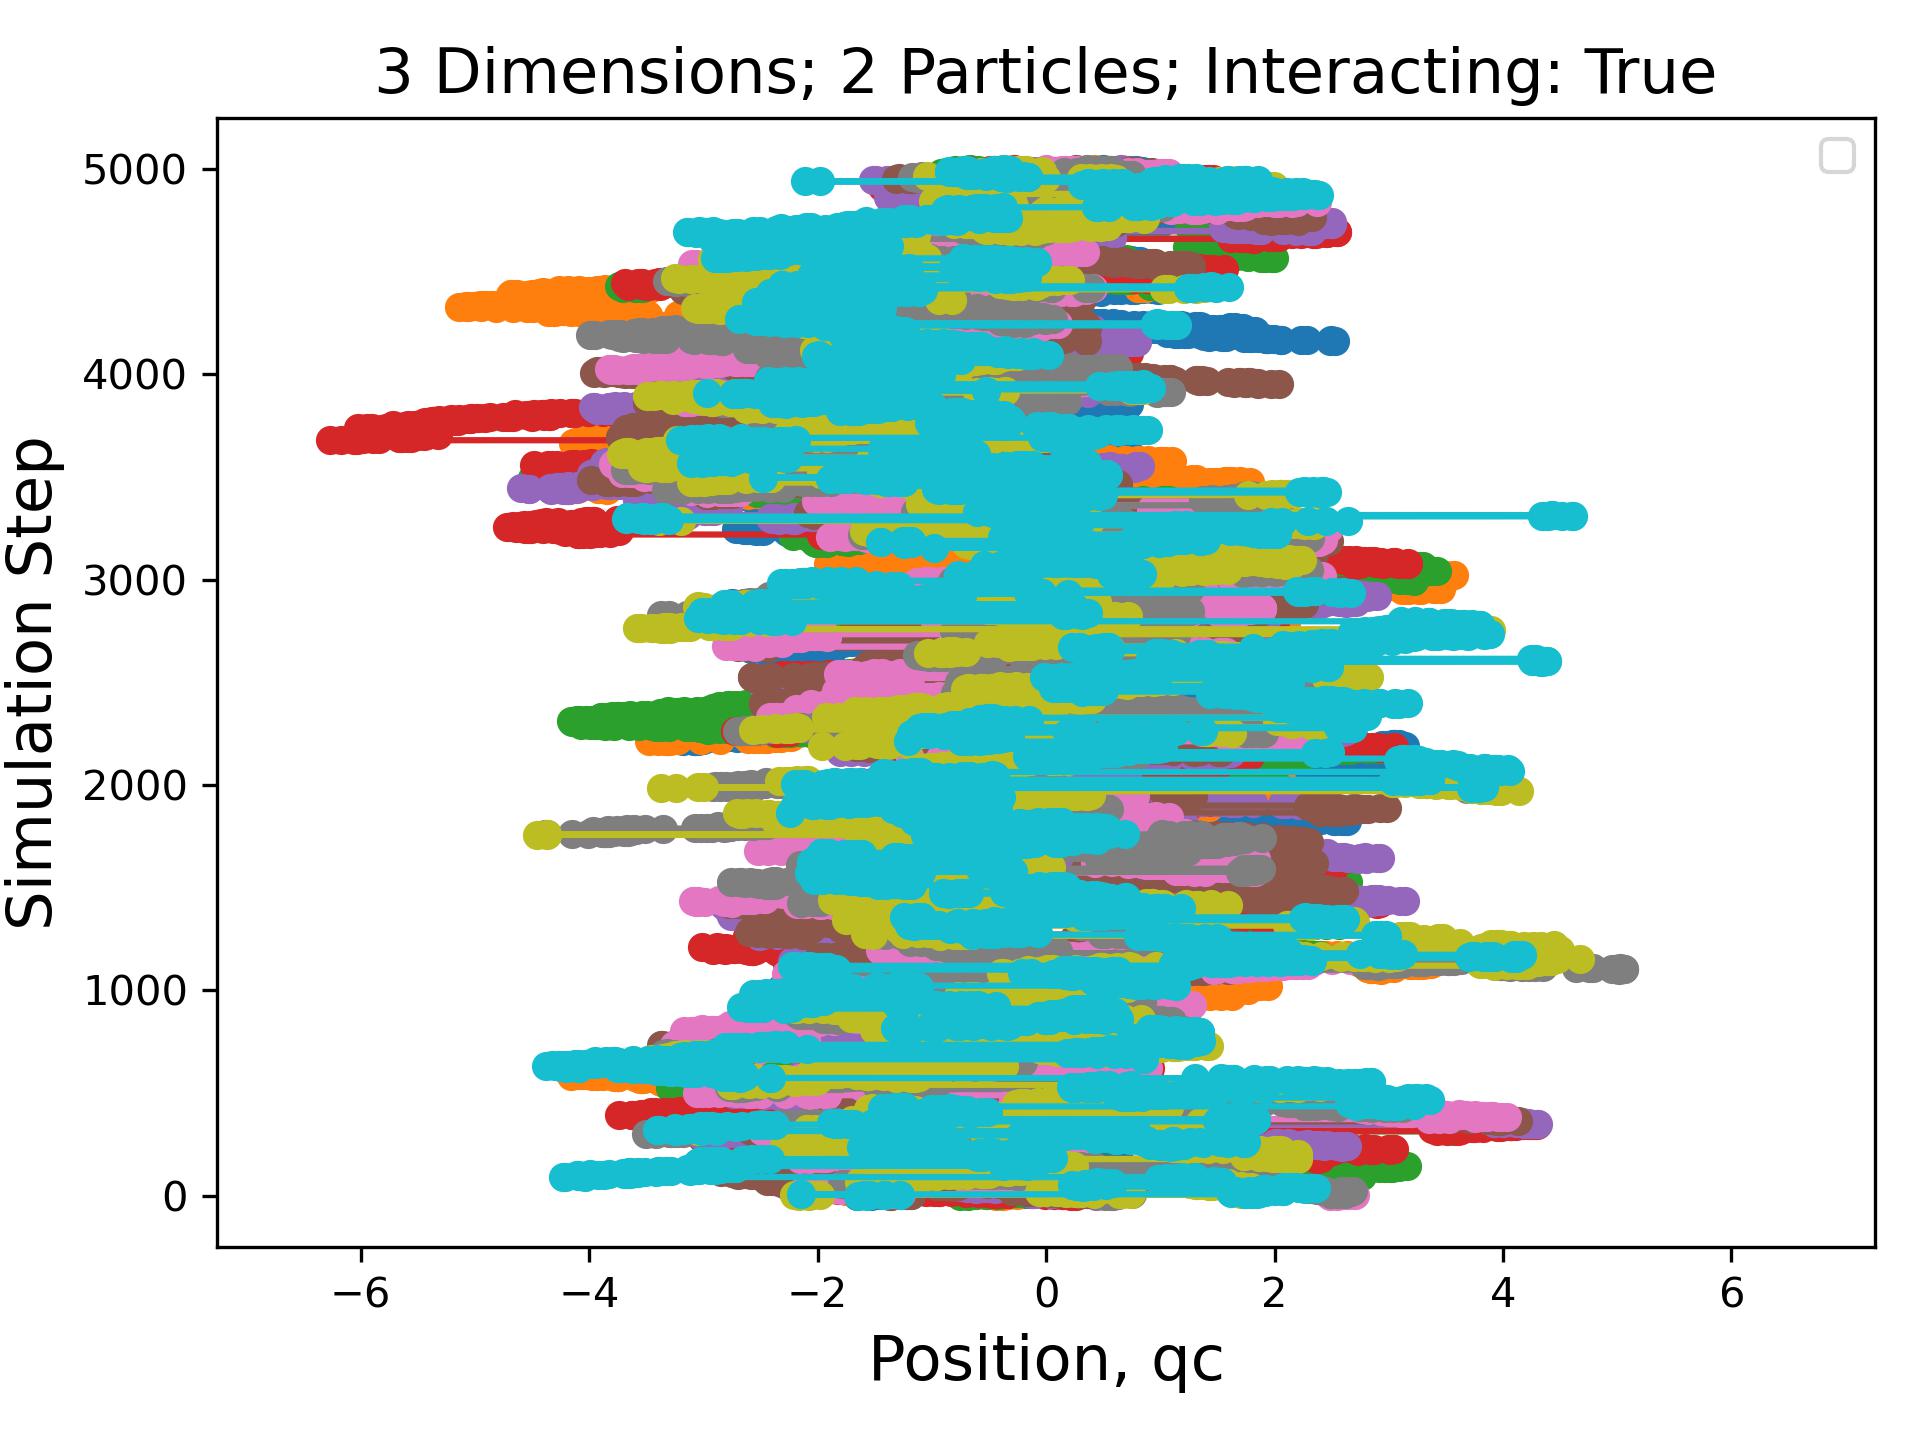 3 Dimensions; 2 Particles; Interacting: True
Simulation Step
5000
4000
3000
2000
1000
0
−6 −4 −2 0 2 4 6
Position, qc